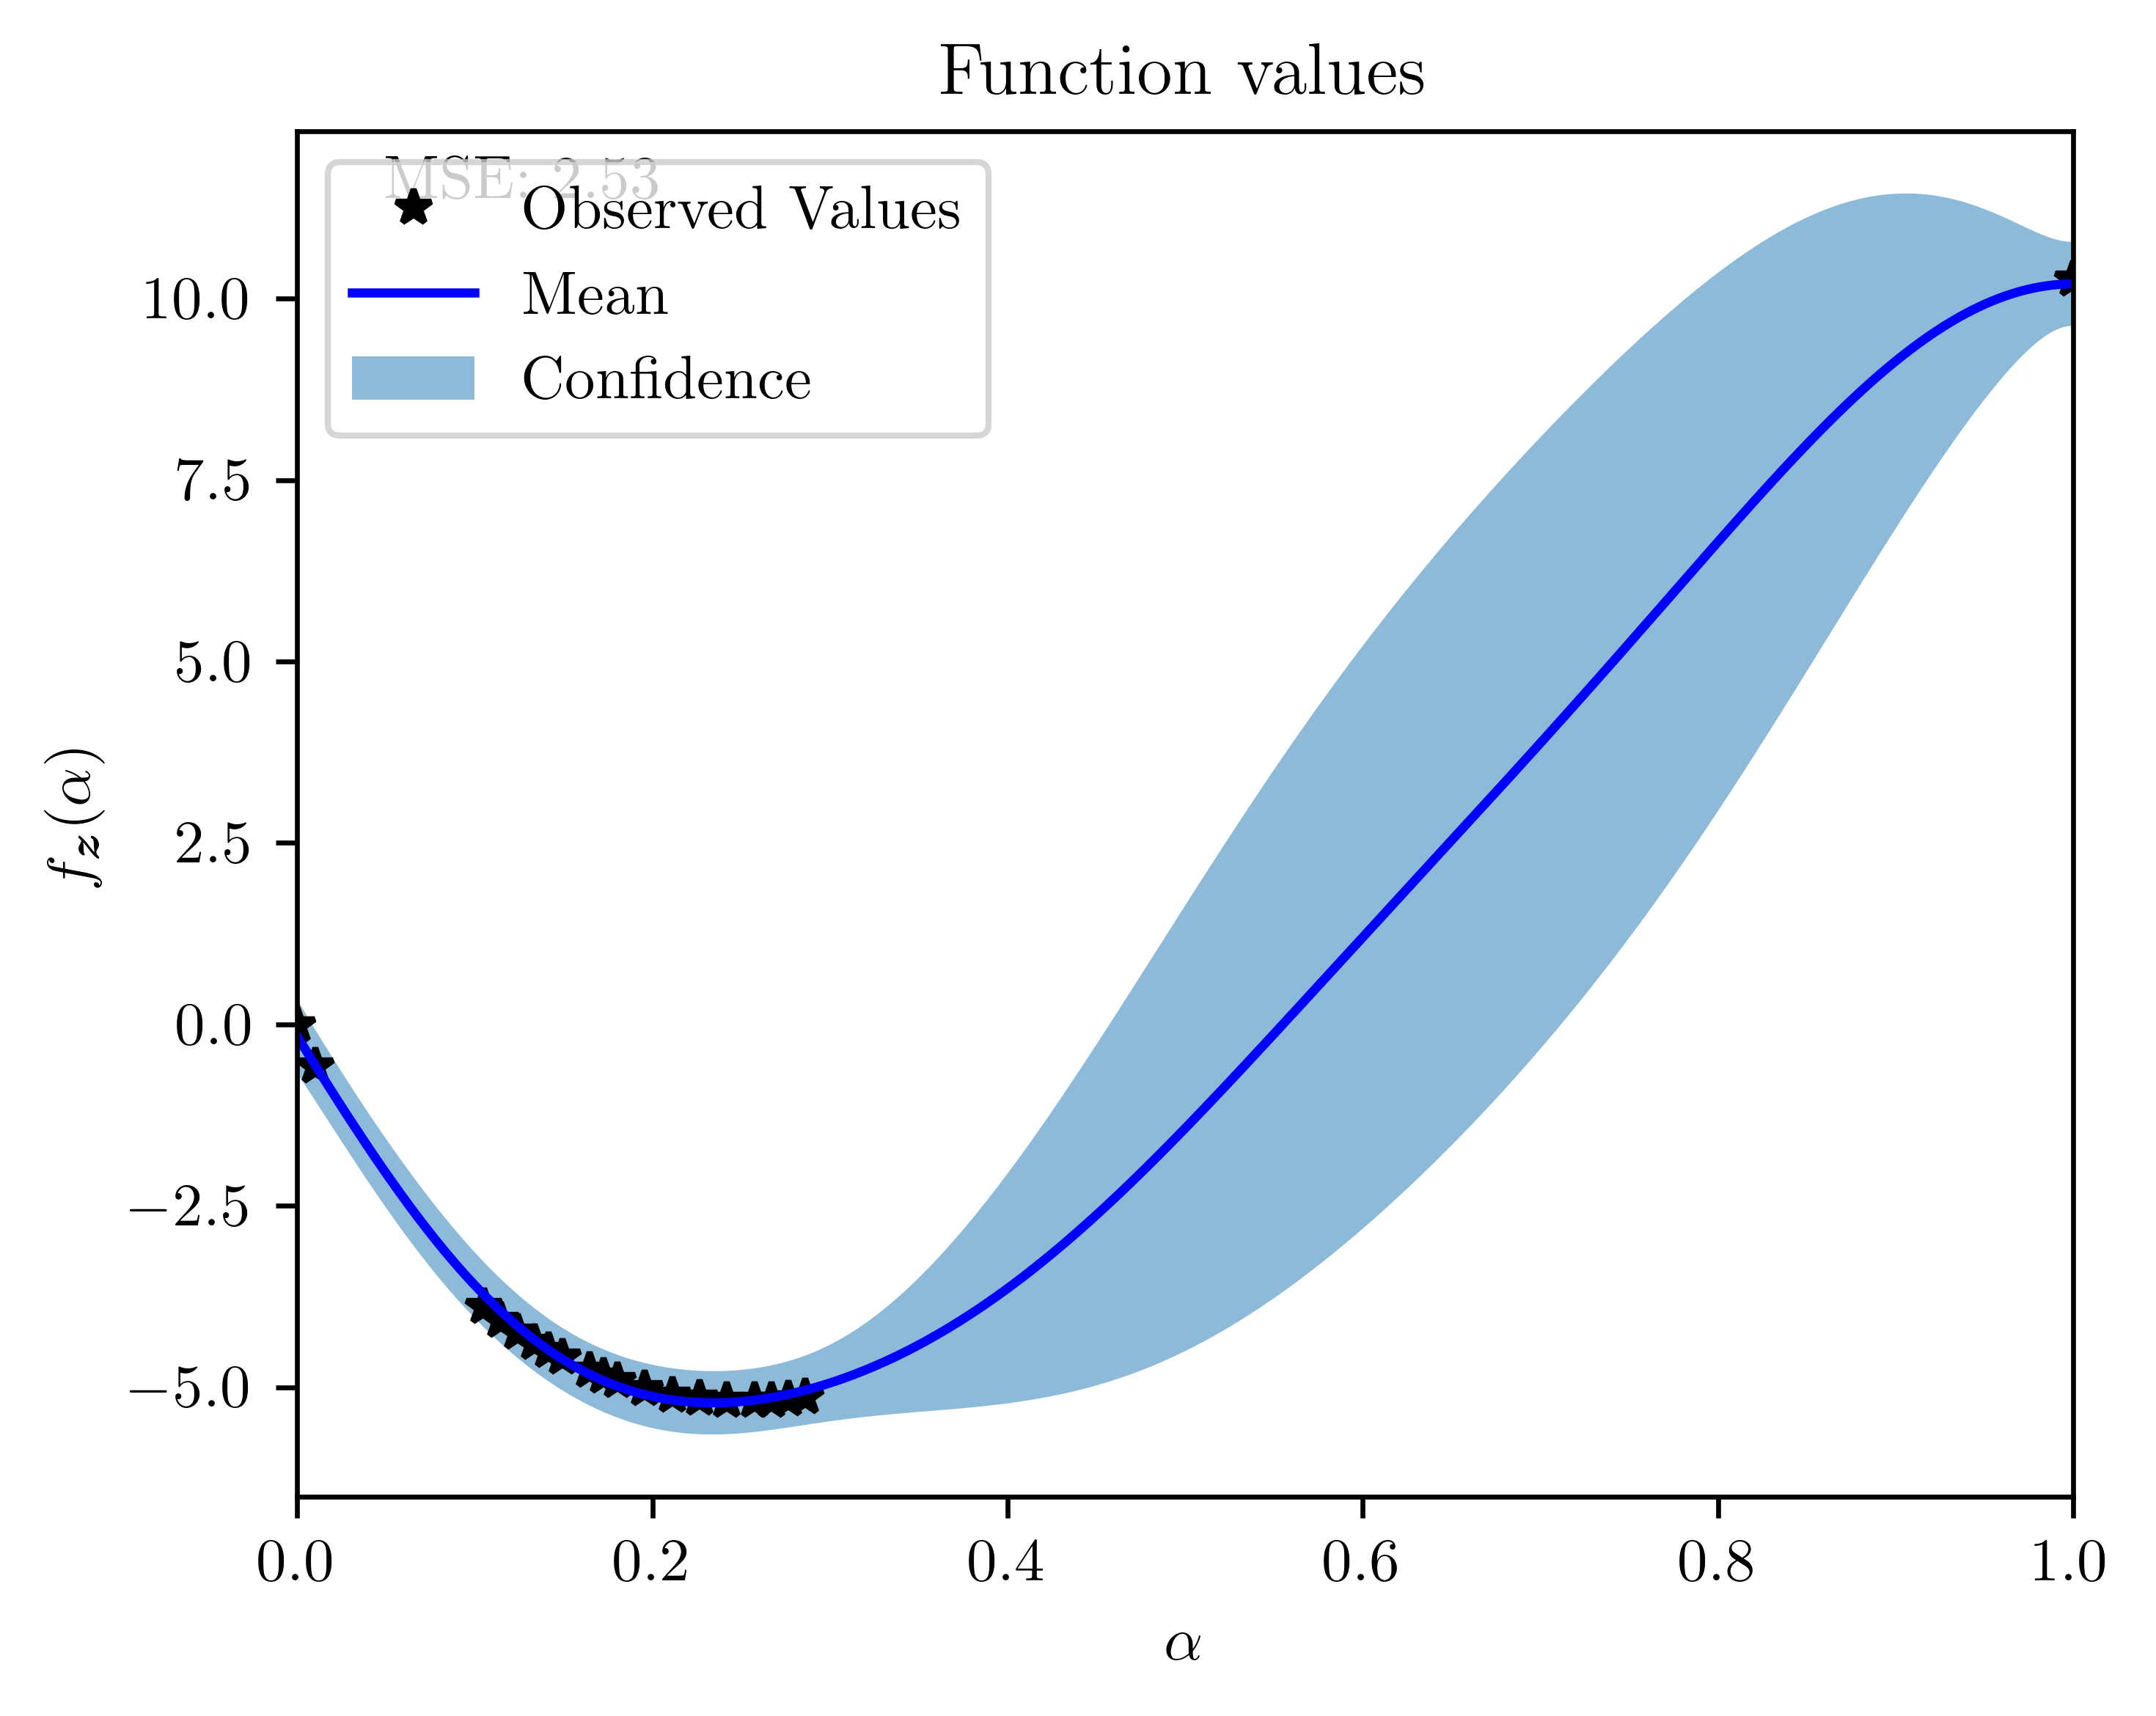 Function values
MSE: 2.53
Observed Values
Mean
Confidence
10.0
7.5
5.0
2.5
0.0
−2.5
−5.0
f_z(α)
0.0 0.2 0.4 0.6 0.8 1.0
α